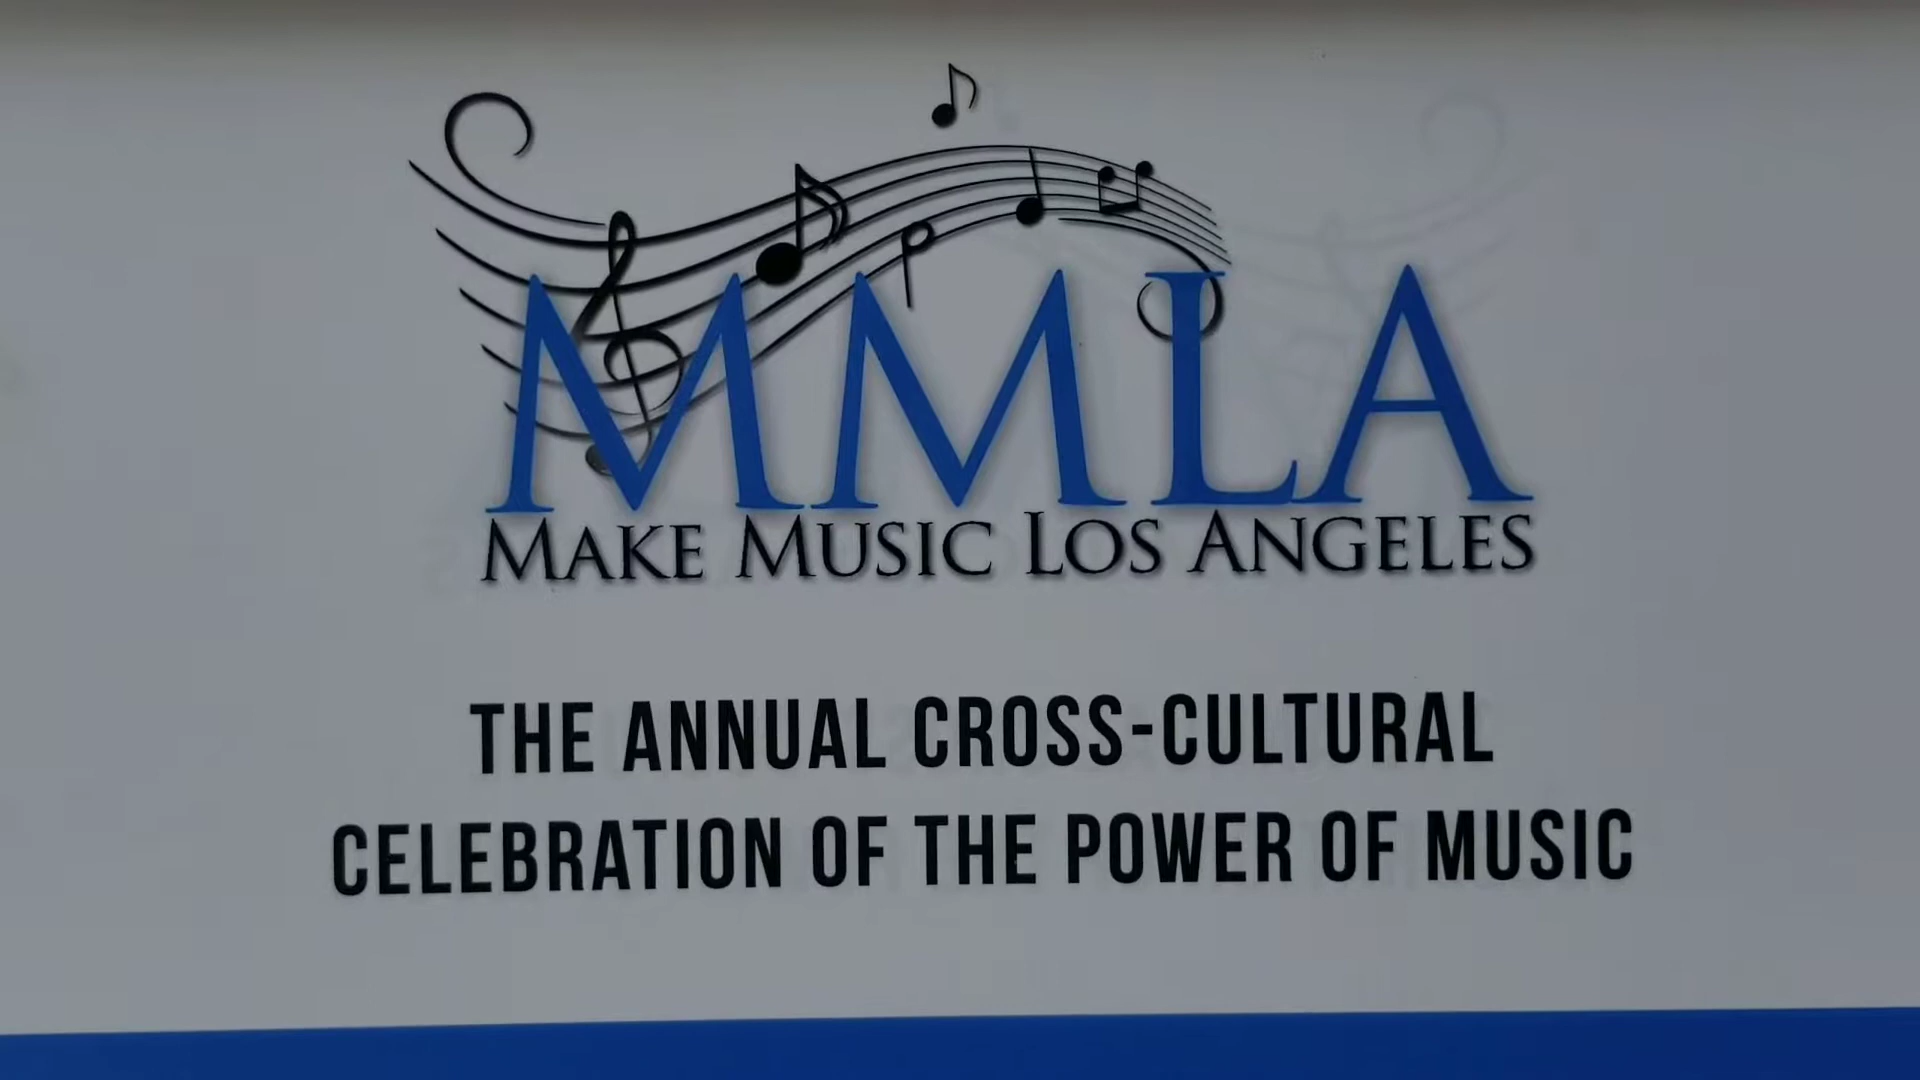 MMLA
MAKE MUSIC LOS ANGELES
THE ANNUAL CROSS-CULTURAL
CELEBRATION OF THE POWER OF MUSIC